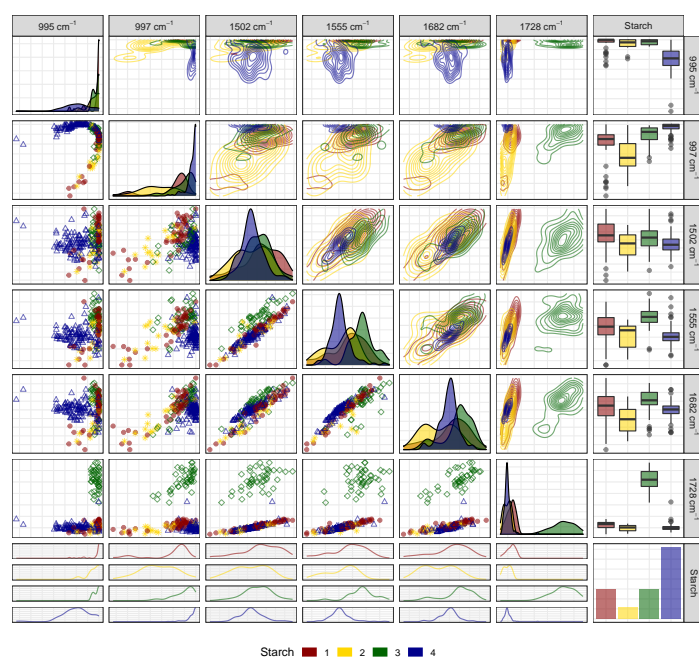 995 cm⁻¹ 997 cm⁻¹ 1502 cm⁻¹ 1555 cm⁻¹ 1682 cm⁻¹ 1728 cm⁻¹ Starch
995 cm⁻¹
997 cm⁻¹
1502 cm⁻¹
1555 cm⁻¹
1682 cm⁻¹
1728 cm⁻¹
Starch
Starch 1 2 3 4